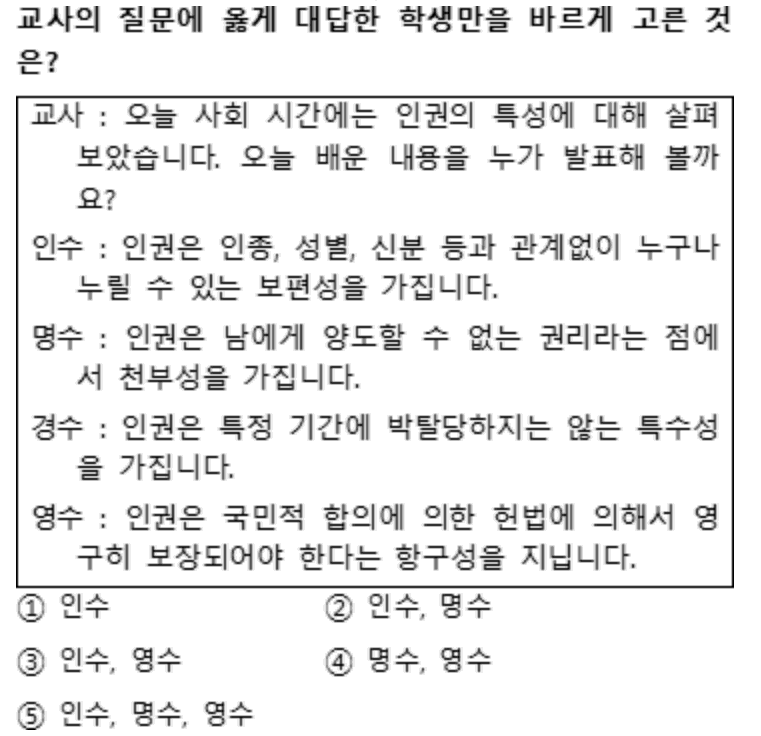 교사의 질문에 옳게 대답한 학생만을 바르게 고른 것
은?
교사 : 오늘 사회 시간에는 인권의 특성에 대해 살펴
보았습니다. 오늘 배운 내용을 누가 발표해 볼까
요?
인수 : 인권은 인종, 성별, 신분 등과 관계없이 누구나
누릴 수 있는 보편성을 가집니다.
명수 : 인권은 남에게 양도할 수 없는 권리라는 점에
서 천부성을 가집니다.
경수 : 인권은 특정 기간에 박탈당하지는 않는 특수성
을 가집니다.
영수 : 인권은 국민적 합의에 의한 헌법에 의해서 영
구히 보장되어야 한다는 항구성을 지닙니다.
① 인수 ② 인수, 명수
③ 인수, 영수 ④ 명수, 영수
⑤ 인수, 명수, 영수